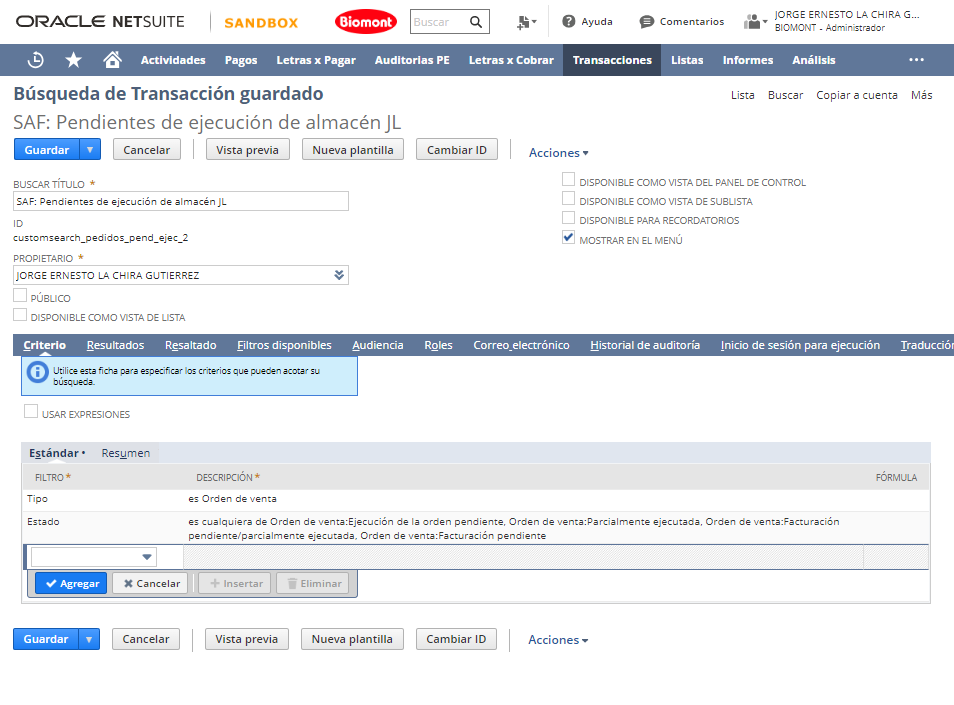 ORACLE NETSUITE SANDBOX Biomont Buscar Ayuda Comentarios JORGE ERNESTO LA CHIRA G...
BIOMONT - Administrador
Actividades Pagos Letras x Pagar Auditorias PE Letras x Cobrar Transacciones Listas Informes Análisis ...
Búsqueda de Transacción guardado Lista Buscar Copiar a cuenta Más
SAF: Pendientes de ejecución de almacén JL
Guardar Cancelar Vista previa Nueva plantilla Cambiar ID Acciones
BUSCAR TÍTULO *
SAF: Pendientes de ejecución de almacén JL
ID
customsearch_pedidos_pend_ejec_2
PROPIETARIO *
JORGE ERNESTO LA CHIRA GUTIERREZ
PÚBLICO
DISPONIBLE COMO VISTA DE LISTA
DISPONIBLE COMO VISTA DEL PANEL DE CONTROL
DISPONIBLE COMO VISTA DE SUBLISTA
DISPONIBLE PARA RECORDATORIOS
MOSTRAR EN EL MENÚ
Criterio Resultados Resaltado Filtros disponibles Audiencia Roles Correo electrónico Historial de auditoría Inicio de sesión para ejecución Traducción
Utilice esta ficha para especificar los criterios que pueden acotar su
búsqueda.
USAR EXPRESIONES
Estándar • Resumen
FILTRO * DESCRIPCIÓN * FÓRMULA
Tipo es Orden de venta
Estado es cualquiera de Orden de venta:Ejecución de la orden pendiente, Orden de venta:Parcialmente ejecutada, Orden de venta:Facturación
pendiente/parcialmente ejecutada, Orden de venta:Facturación pendiente
Agregar Cancelar Insertar Eliminar
Guardar Cancelar Vista previa Nueva plantilla Cambiar ID Acciones